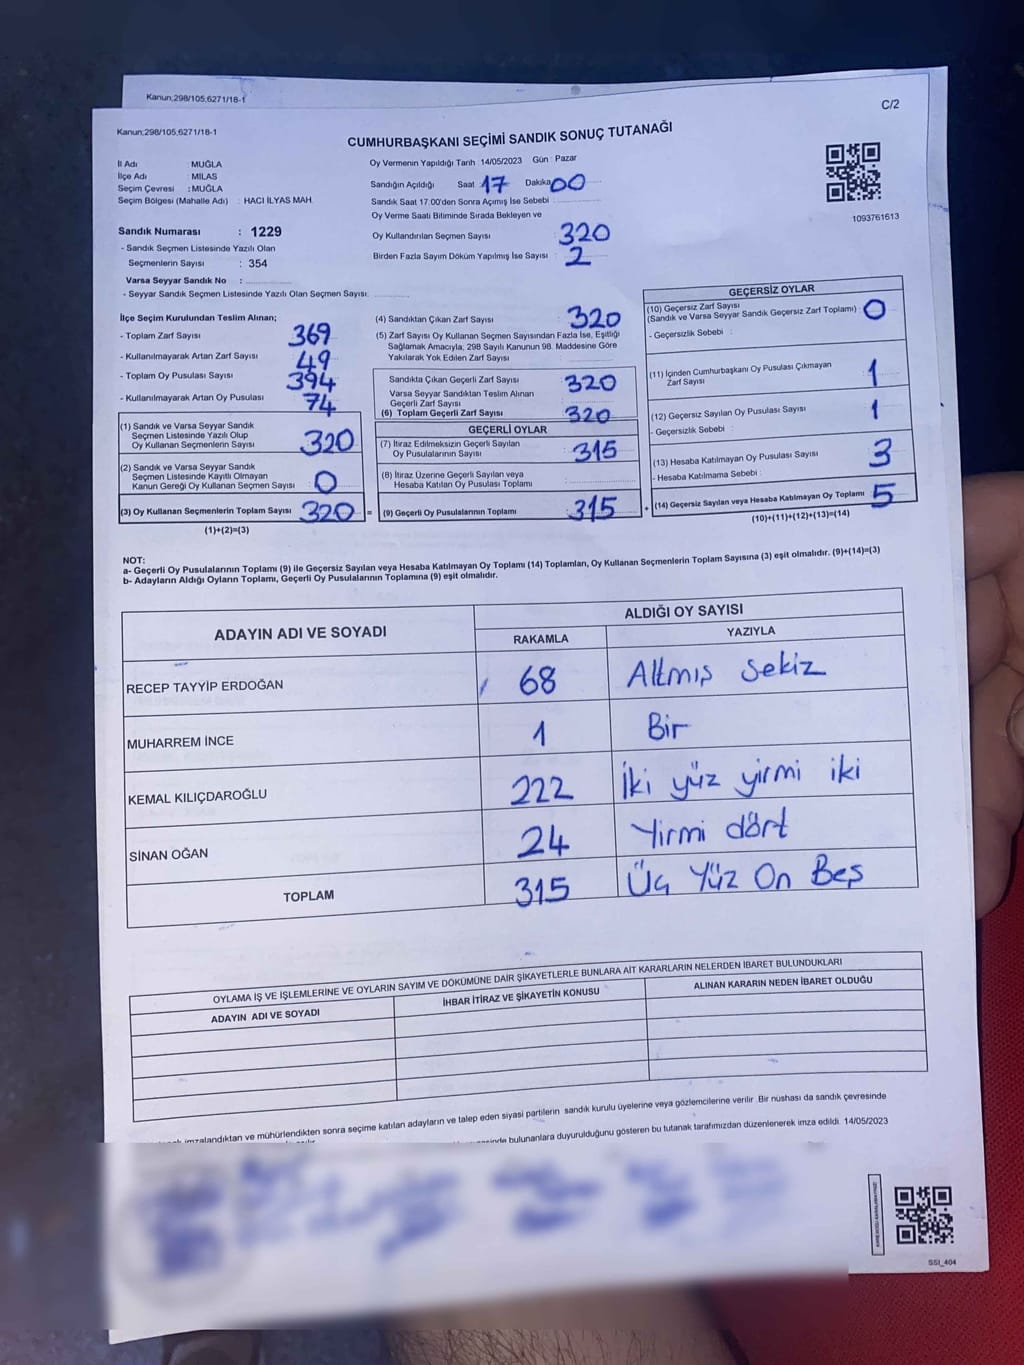 Kanun,298/105,6271/18-1
Kanun,298/105,6271/18-1
C/2
CUMHURBAŞKANI SEÇİMİ SANDIK SONUÇ TUTANAĞI
İl Adı : MUĞLA
İlçe Adı : MİLAS
Seçim Çevresi : MUĞLA
Seçim Bölgesi (Mahalle Adı) : HACI İLYAS MAH.
Sandık Numarası : 1229
- Sandık Seçmen Listesinde Yazılı Olan
Seçmenlerin Sayısı : 354
Varsa Seyyar Sandık No :
- Seyyar Sandık Seçmen Listesinde Yazılı Olan Seçmen Sayısı:
Oy Vermenin Yapıldığı Tarih : 14/05/2023 Gün : Pazar
Sandığın Açıldığı Saat 17 Dakika 00
Sandık Saat 17:00'den Sonra Açımış İse Sebebi :
Oy Verme Saati Bitiminde Sırada Bekleyen ve
Oy Kullandırılan Seçmen Sayısı : 320
Birden Fazla Sayım Döküm Yapılmış İse Sayısı : 2
1093761613
İlçe Seçim Kurulundan Teslim Alınan;
- Toplam Zarf Sayısı : 369
- Kullanılmayarak Artan Zarf Sayısı : 49
- Toplam Oy Pusulası Sayısı : 394
- Kullanılmayarak Artan Oy Pusulası : 74
(1) Sandık ve Varsa Seyyar Sandık
Seçmen Listesinde Yazılı Olup
Oy Kullanan Seçmenlerin Sayısı : 320
(2) Sandık ve Varsa Seyyar Sandık
Seçmen Listesinde Kayıtlı Olmayan
Kanun Gereği Oy Kullanan Seçmen Sayısı : 0
(3) Oy Kullanan Seçmenlerin Toplam Sayısı : 320 =
(1)+(2)=(3)
(4) Sandıktan Çıkan Zarf Sayısı : 320
(5) Zarf Sayısı Oy Kullanan Seçmen Sayısından Fazla İse, Eşitliği
Sağlamak Amacıyla, 298 Sayılı Kanunun 98. Maddesine Göre
Yakılarak Yok Edilen Zarf Sayısı :
Sandıkta Çıkan Geçerli Zarf Sayısı : 320
Varsa Seyyar Sandıktan Teslim Alınan
Geçerli Zarf Sayısı :
(6) Toplam Geçerli Zarf Sayısı : 320
GEÇERLİ OYLAR
(7) İtiraz Edilmeksizin Geçerli Sayılan
Oy Pusulalarının Sayısı : 315
(8) İtiraz Üzerine Geçerli Sayılan veya
Hesaba Katılan Oy Pusulası Toplamı :
(9) Geçerli Oy Pusulalarının Toplamı : 315 +
GEÇERSİZ OYLAR
(10) Geçersiz Zarf Sayısı
(Sandık ve Varsa Seyyar Sandık Geçersiz Zarf Toplamı) : 0
- Geçersizlik Sebebi :
(11) İçinden Cumhurbaşkanı Oy Pusulası Çıkmayan
Zarf Sayısı : 1
(12) Geçersiz Sayılan Oy Pusulası Sayısı : 1
- Geçersizlik Sebebi :
(13) Hesaba Katılmayan Oy Pusulası Sayısı : 3
- Hesaba Katılmama Sebebi :
(14) Geçersiz Sayılan veya Hesaba Katılmayan Oy Toplamı : 5
(10)+(11)+(12)+(13)=(14)
NOT:
a- Geçerli Oy Pusulalarının Toplamı (9) ile Geçersiz Sayılan veya Hesaba Katılmayan Oy Toplamı (14) Toplamları, Oy Kullanan Seçmenlerin Toplam Sayısına (3) eşit olmalıdır. (9)+(14)=(3)
b- Adayların Aldığı Oyların Toplamı, Geçerli Oy Pusulalarının Toplamına (9) eşit olmalıdır.
ADAYIN ADI VE SOYADI
ALDIĞI OY SAYISI
RAKAMLA YAZIYLA
RECEP TAYYİP ERDOĞAN 68 Altmış Sekiz
MUHARREM İNCE 1 Bir
KEMAL KILIÇDAROĞLU 222 İki yüz yirmi iki
SİNAN OĞAN 24 Yirmi dört
TOPLAM 315 Üç Yüz On Beş
OYLAMA İŞ VE İŞLEMLERİNE VE OYLARIN SAYIM VE DÖKÜMÜNE DAİR ŞİKAYETLERLE BUNLARA AİT KARARLARIN NELERDEN İBARET BULUNDUKLARI
ADAYIN ADI VE SOYADI İHBAR İTİRAZ VE ŞİKAYETİN KONUSU ALINAN KARARIN NEDEN İBARET OLDUĞU
imzalandıktan ve mühürlendikten sonra seçime katılan adayların ve talep eden siyasi partilerin sandık kurulu üyelerine veya gözlemcilerine verilir. Bir nüshası da sandık çevresinde
bulunanlara duyurulduğunu gösteren bu tutanak tarafımızdan düzenlenerek imza edildi. 14/05/2023
SSI_404